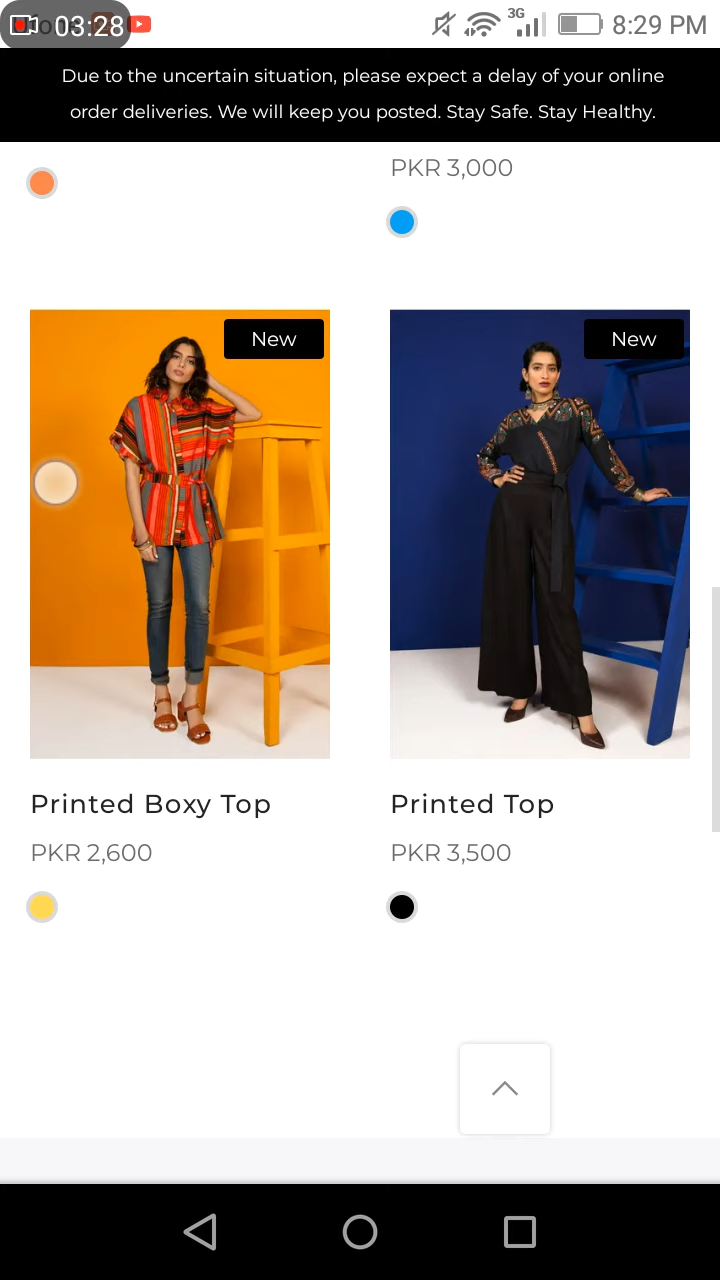 03:28
3G
8:29 PM
Due to the uncertain situation, please expect a delay of your online
order deliveries. We will keep you posted. Stay Safe. Stay Healthy.
PKR 3,000
New
New
Printed Boxy Top
Printed Top
PKR 2,600
PKR 3,500